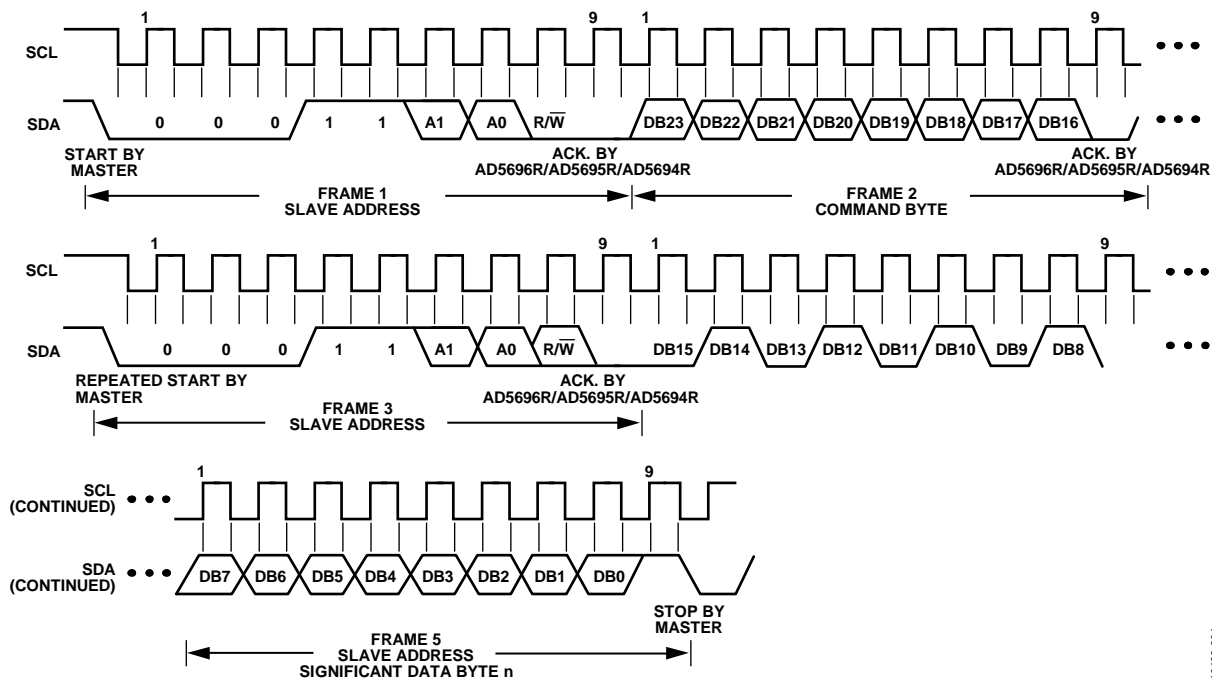 1 9 1 9
SCL
SDA 0 0 0 1 1 A1 A0 R/W̅ DB23 DB22 DB21 DB20 DB19 DB18 DB17 DB16
START BY
MASTER
ACK. BY
AD5696R/AD5695R/AD5694R
ACK. BY
AD5696R/AD5695R/AD5694R
FRAME 1
SLAVE ADDRESS
FRAME 2
COMMAND BYTE
1 9 1 9
SCL
SDA 0 0 0 1 1 A1 A0 R/W̅ DB15 DB14 DB13 DB12 DB11 DB10 DB9 DB8
REPEATED START BY
MASTER
ACK. BY
AD5696R/AD5695R/AD5694R
FRAME 3
SLAVE ADDRESS
1 9
SCL
(CONTINUED)
SDA
(CONTINUED)
DB7 DB6 DB5 DB4 DB3 DB2 DB1 DB0
STOP BY
MASTER
FRAME 5
SLAVE ADDRESS
SIGNIFICANT DATA BYTE n